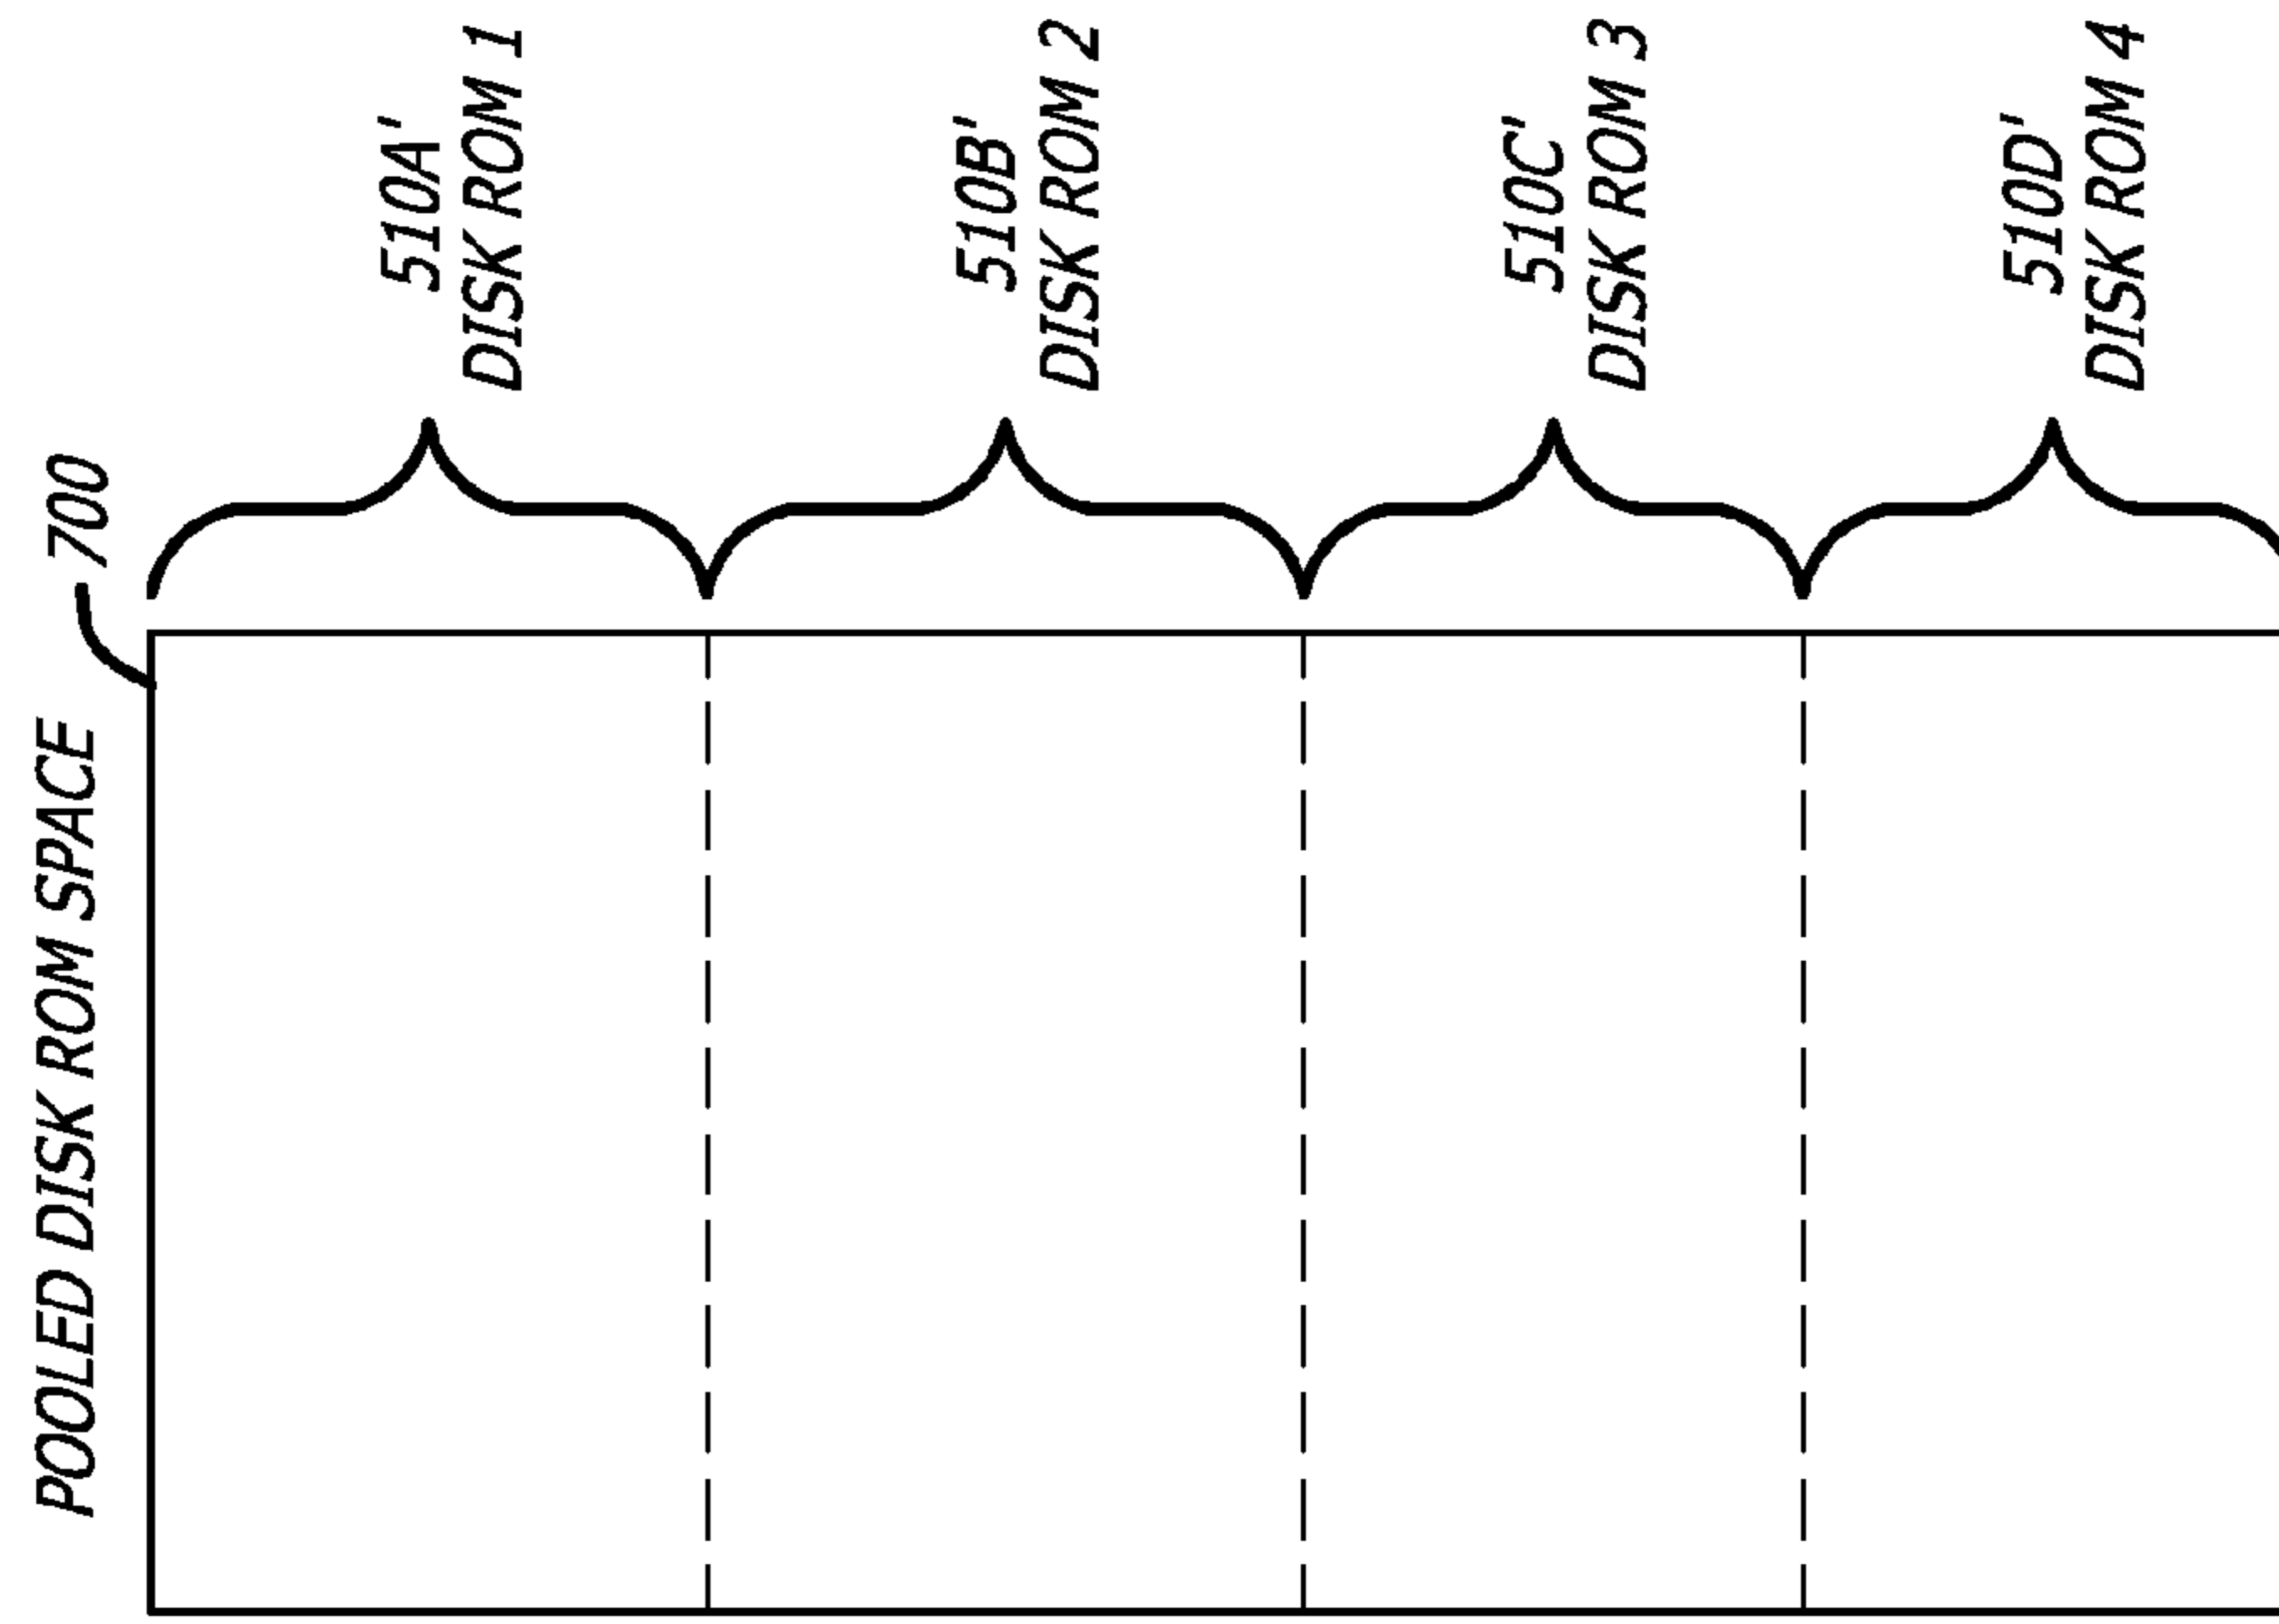 POOLED DISK ROM SPACE
700
510A'
DISK ROM 1
510B'
DISK ROM 2
510C'
DISK ROM 3
510D'
DISK ROM 4